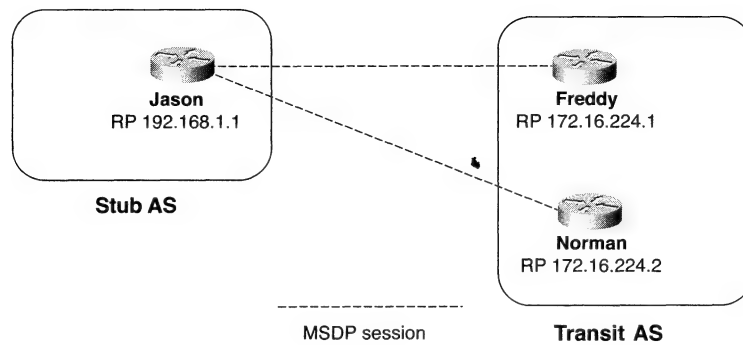 Jason
RP 192.168.1.1
Stub AS
Freddy
RP 172.16.224.1
Norman
RP 172.16.224.2
MSDP session
Transit AS